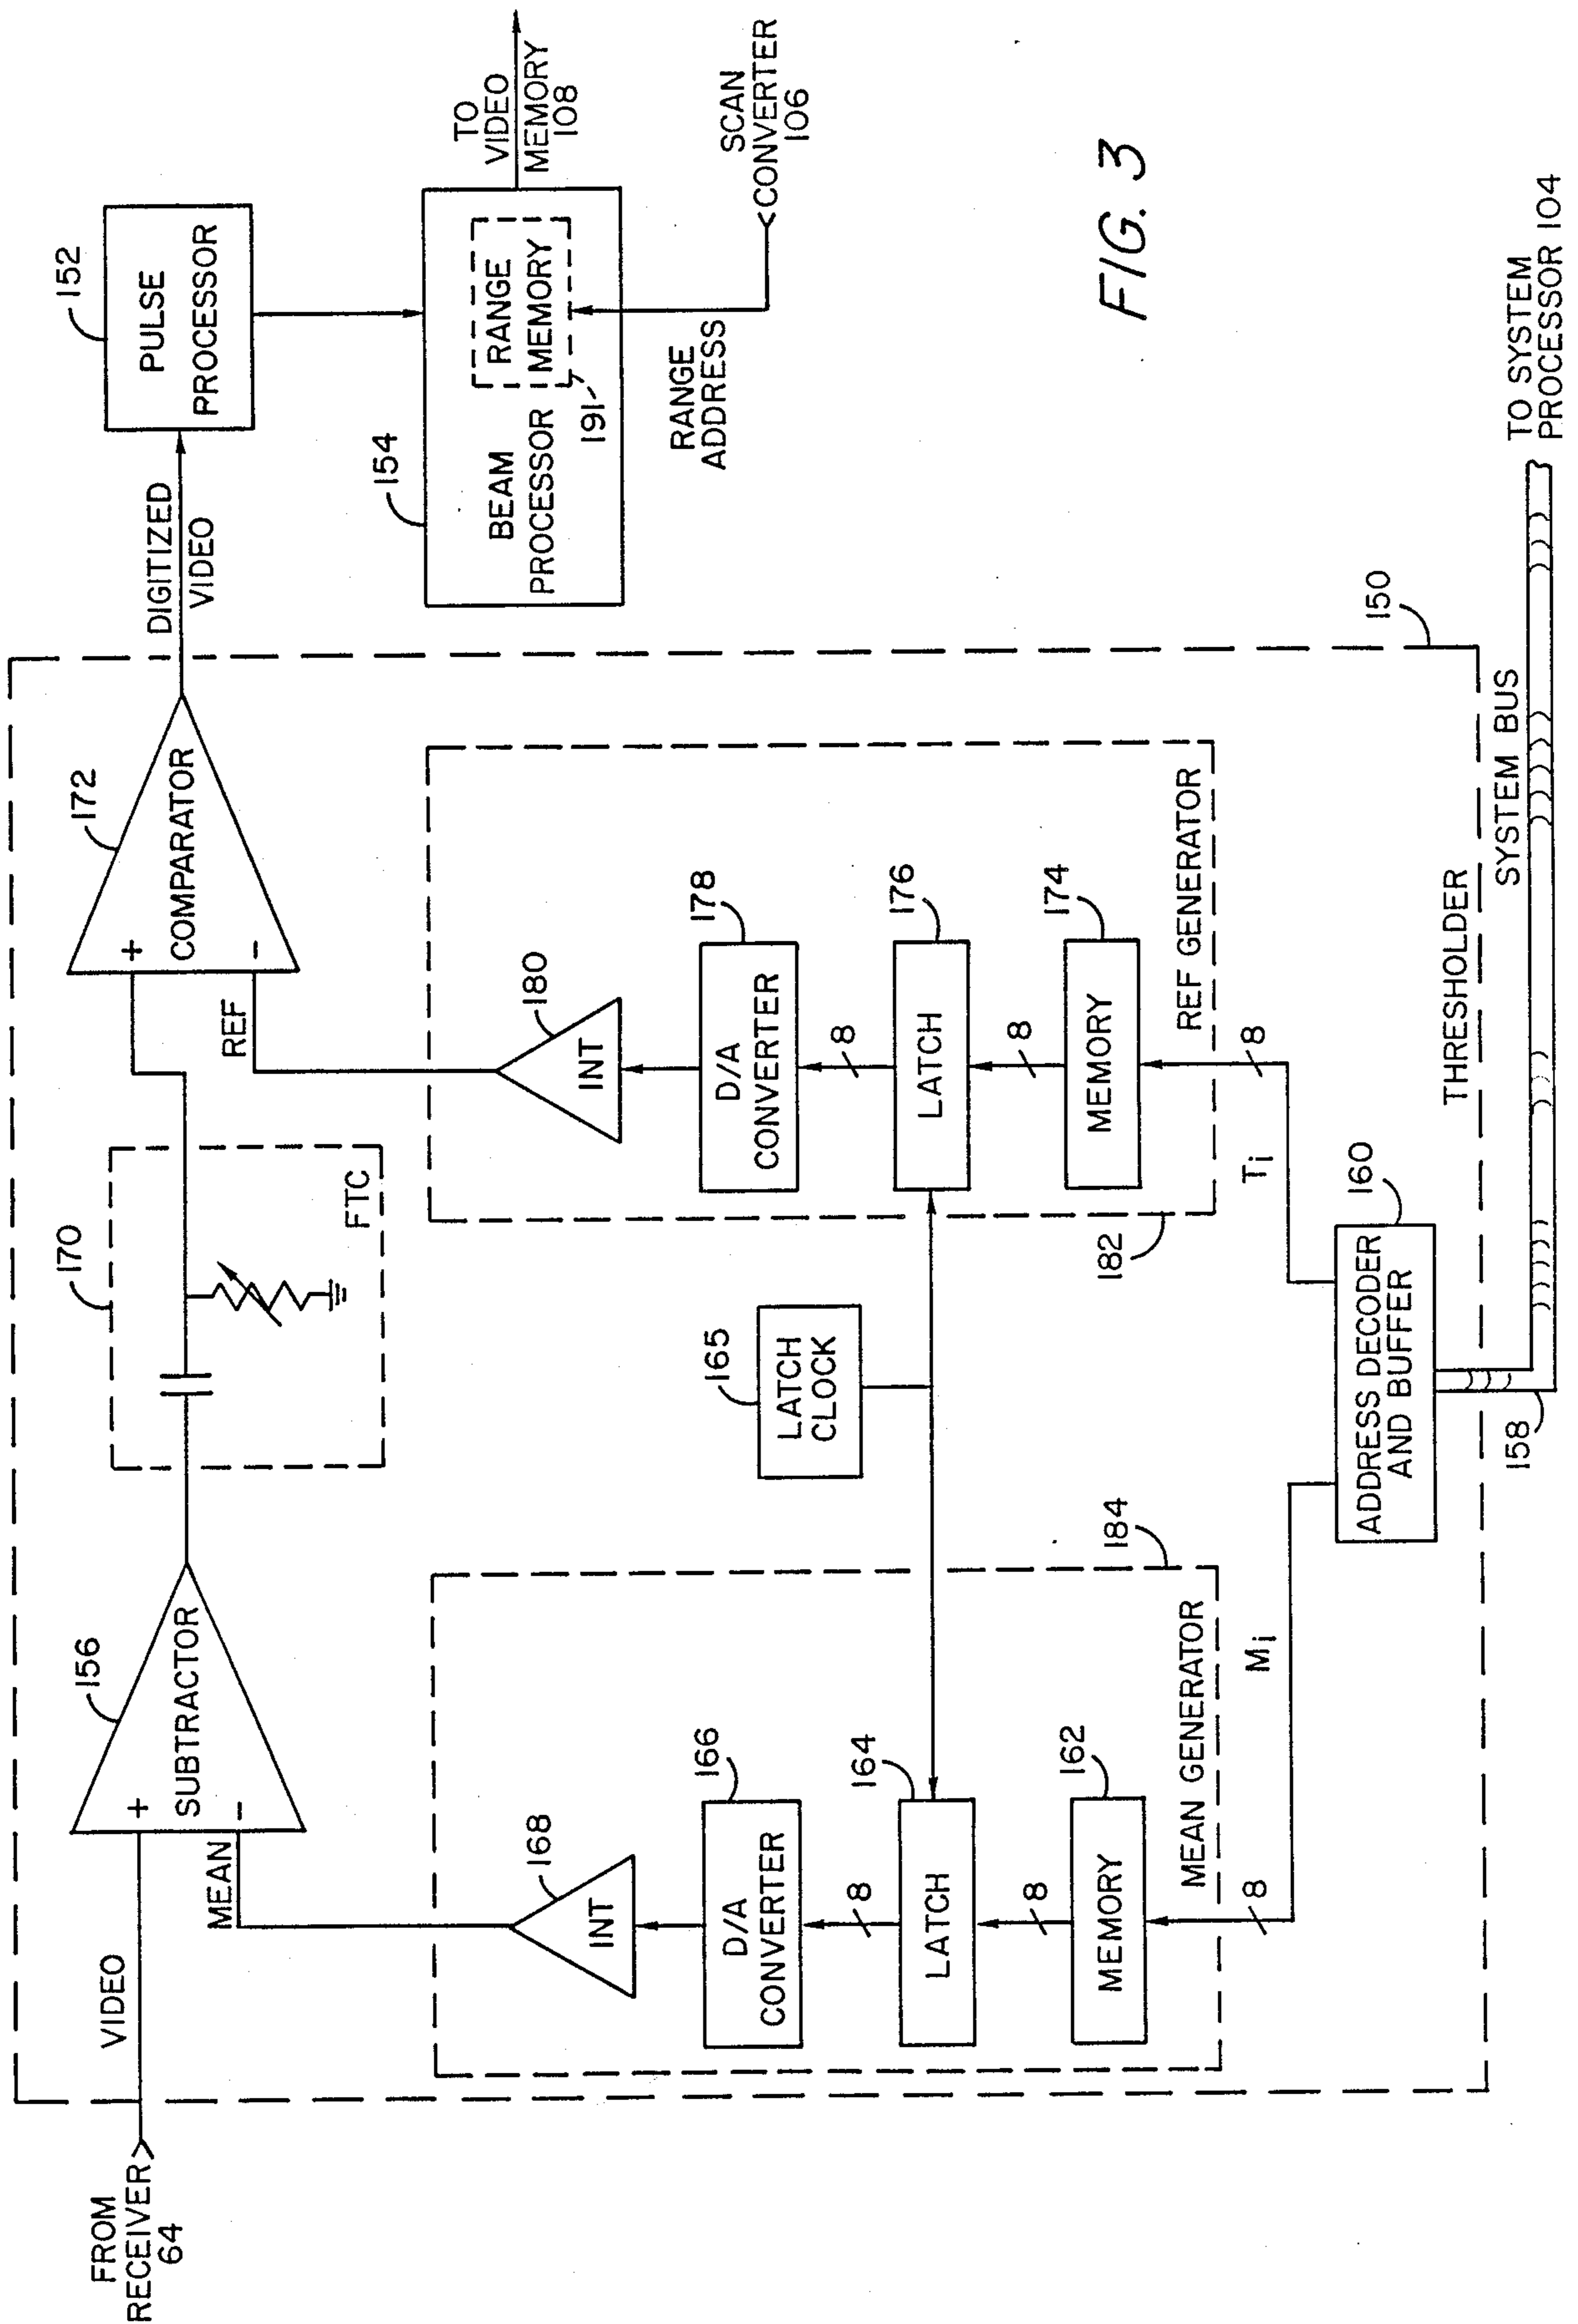 FROM
RECEIVER
64
VIDEO
MEAN
+
-
SUBTRACTOR
156
170
FTC
REF
+
-
COMPARATOR
172
DIGITIZED
VIDEO
152
PULSE
PROCESSOR
154
BEAM
PROCESSOR
RANGE
MEMORY
191
TO
VIDEO
MEMORY
108
RANGE
ADDRESS
SCAN
CONVERTER
106
168
INT
166
D/A
CONVERTER
8
164
LATCH
8
162
MEMORY
MEAN GENERATOR
184
8
Mi
165
LATCH
CLOCK
180
INT
178
D/A
CONVERTER
8
176
LATCH
8
174
MEMORY
REF GENERATOR
182
8
Ti
160
ADDRESS DECODER
AND BUFFER
THRESHOLDER
150
158
SYSTEM BUS
TO SYSTEM
PROCESSOR 104
FIG. 3